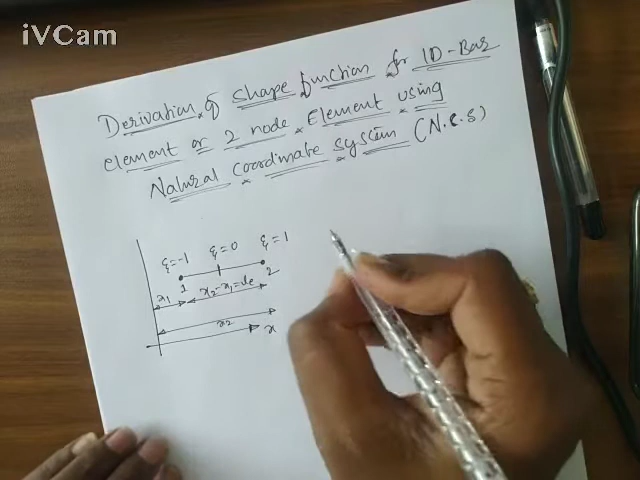 iVCam
Derivation of shape function for 1D-Bar
element or 2 node Element using
Natural coordinate system (N.C.S)
ξ=-1 ξ=0 ξ=1
1 2
x₁ x₂-x₁=le
x₂
x